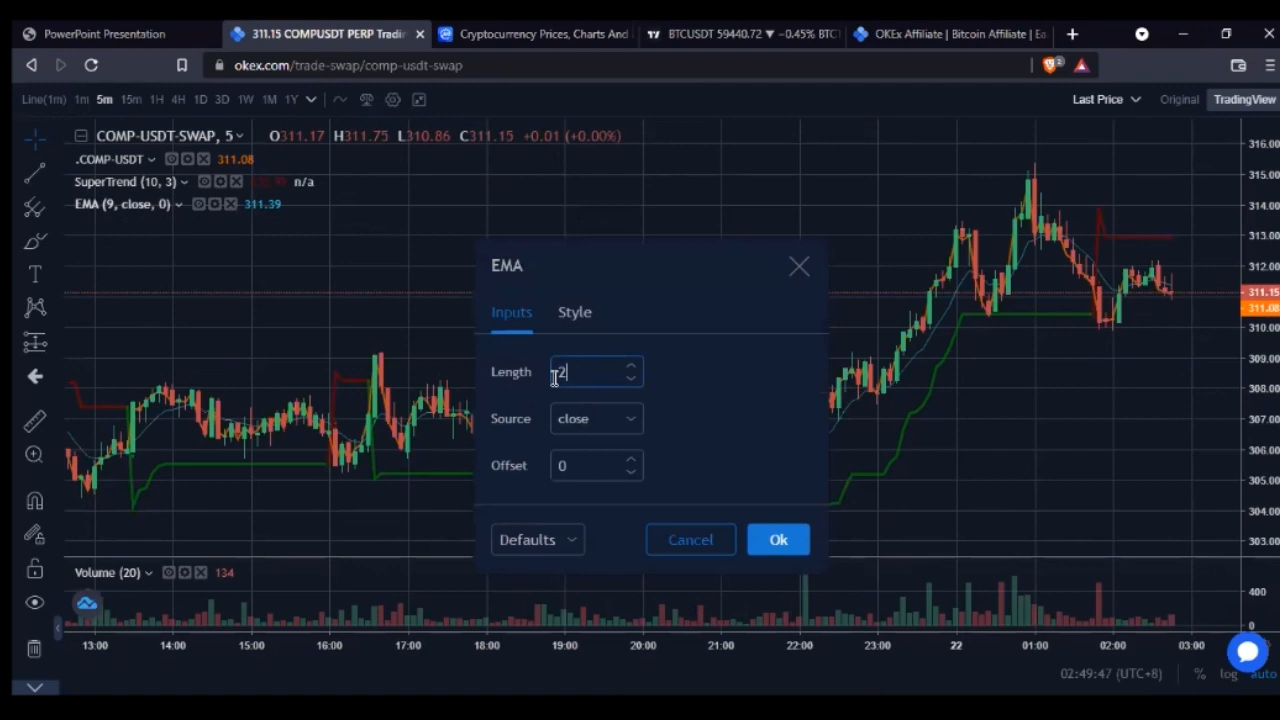 PowerPoint Presentation
311.15 COMPUSDT PERP Tradin
Cryptocurrency Prices, Charts And
BTCUSDT 59440.72 ▼ −0.45% BTC
OKEx Affiliate | Bitcoin Affiliate | Ea
okex.com/trade-swap/comp-usdt-swap
2
Line(1m) 1m 5m 15m 1H 4H 1D 3D 1W 1M 1Y
Last Price Original TradingView
COMP-USDT-SWAP, 5 O311.17 H311.75 L310.86 C311.15 +0.01 (+0.00%)
.COMP-USDT 311.08
SuperTrend (10, 3) n/a
EMA (9, close, 0) 311.39
316.00
315.00
314.00
313.00
312.00
311.15
311.08
310.00
309.00
308.00
307.00
306.00
305.00
304.00
303.00
EMA
Inputs Style
Length 2
Source close
Offset 0
Defaults Cancel Ok
Volume (20) 134
400
0
13:00 14:00 15:00 16:00 17:00 18:00 19:00 20:00 21:00 22:00 23:00 22 01:00 02:00 03:00
02:49:47 (UTC+8) % log auto